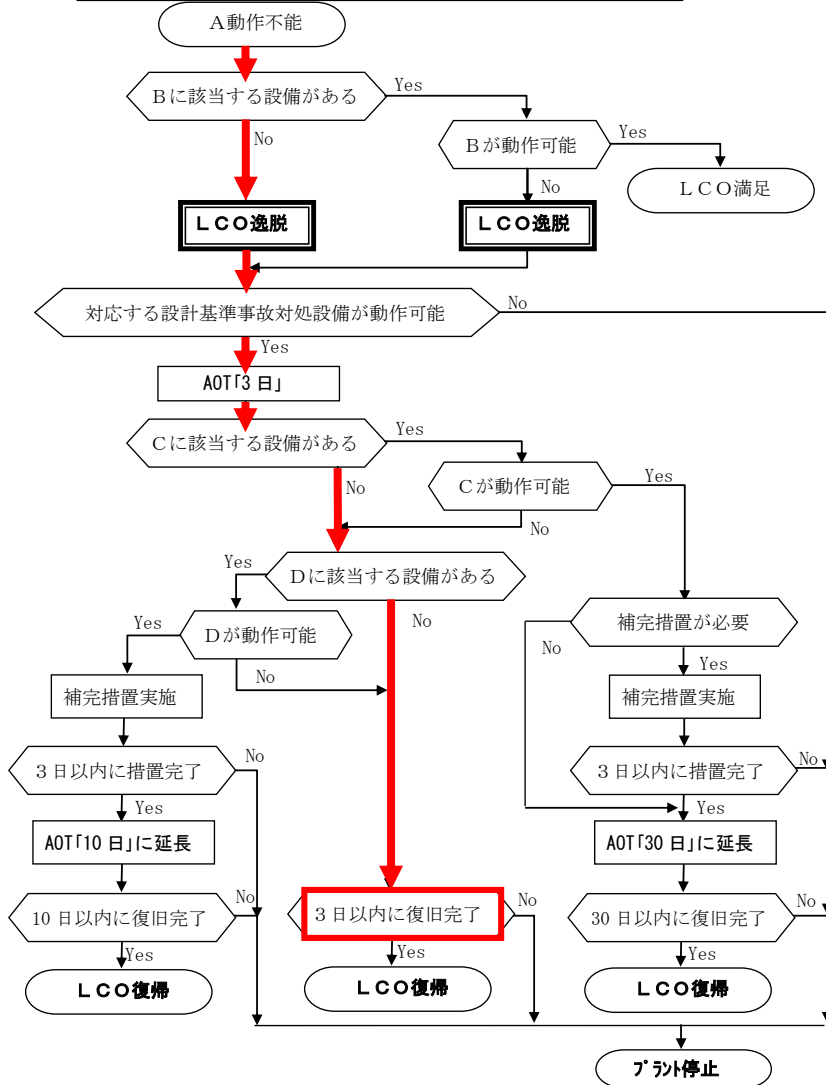 A動作不能
Bに該当する設備がある
Yes
No
Bが動作可能
Yes
No
LCO満足
LCO逸脱
LCO逸脱
対応する設計基準事故対処設備が動作可能
No
Yes
AOT「3 日」
Cに該当する設備がある
Yes
No
Cが動作可能
Yes
No
Dに該当する設備がある
Yes
No
Dが動作可能
Yes
No
補完措置が必要
No
Yes
補完措置実施
補完措置実施
3日以内に措置完了
No
Yes
3日以内に措置完了
No
Yes
AOT「10 日」に延長
AOT「30 日」に延長
10 日以内に復旧完了
No
Yes
3日以内に復旧完了
No
Yes
30 日以内に復旧完了
No
Yes
LCO復帰
LCO復帰
LCO復帰
プラント停止